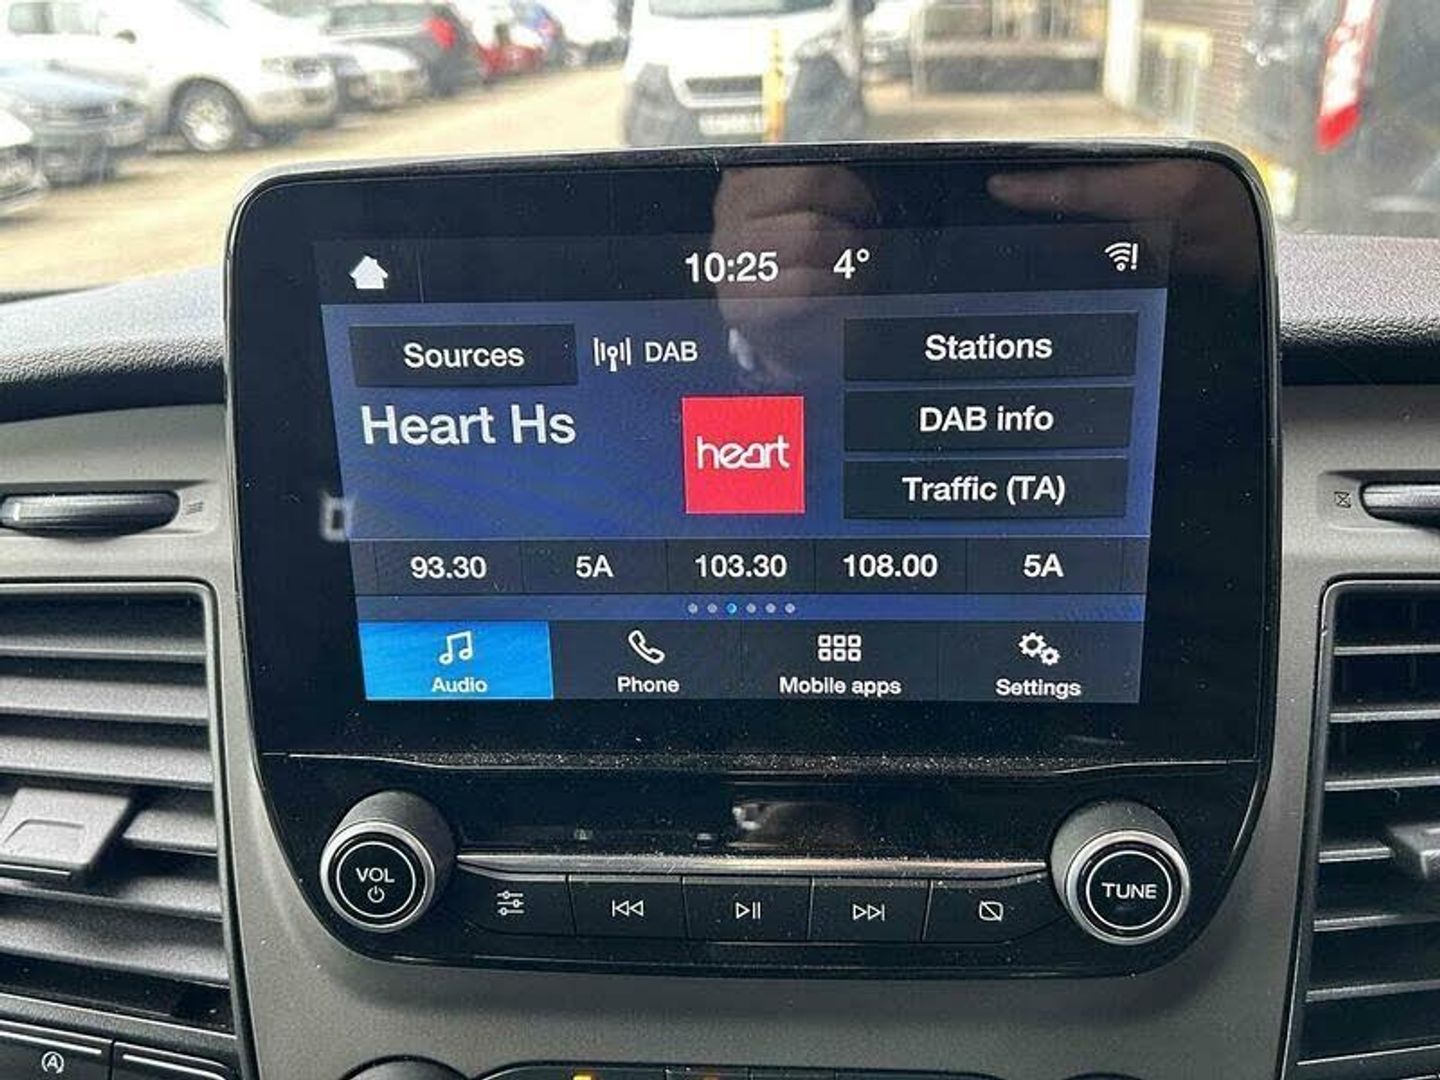 10:25 4°
Sources DAB Stations
Heart Hs
heart
DAB info
Traffic (TA)
93.30 5A 103.30 108.00 5A
Audio Phone Mobile apps Settings
VOL
TUNE
A